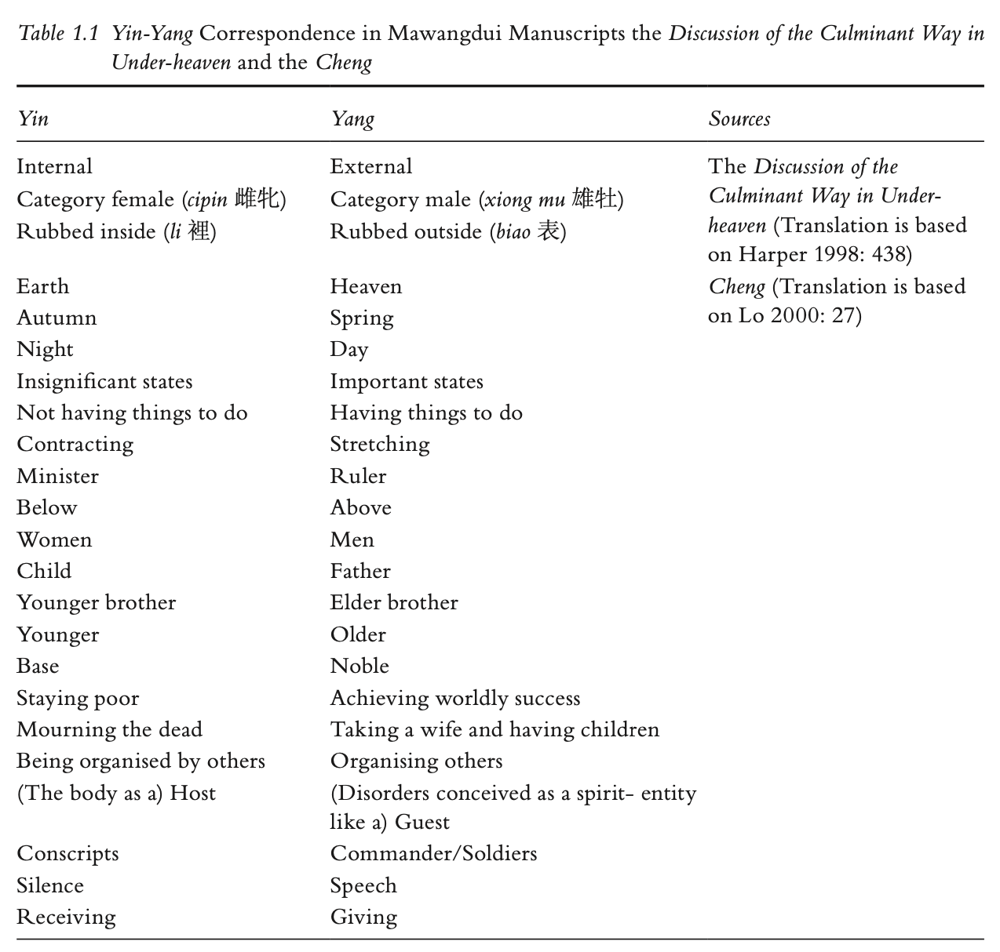 Table 1.1 Yin-Yang Correspondence in Mawangdui Manuscripts the Discussion of the Culminant Way in
Under-heaven and the Cheng
Yin Yang Sources
Internal External The Discussion of the
Category female (cipin 雌牝) Category male (xiong mu 雄牡) Culminant Way in Under-
Rubbed inside (li 裡) Rubbed outside (biao 表) heaven (Translation is based
on Harper 1998: 438)
Earth Heaven Cheng (Translation is based
Autumn Spring on Lo 2000: 27)
Night Day
Insignificant states Important states
Not having things to do Having things to do
Contracting Stretching
Minister Ruler
Below Above
Women Men
Child Father
Younger brother Elder brother
Younger Older
Base Noble
Staying poor Achieving worldly success
Mourning the dead Taking a wife and having children
Being organised by others Organising others
(The body as a) Host (Disorders conceived as a spirit- entity
like a) Guest
Conscripts Commander/Soldiers
Silence Speech
Receiving Giving